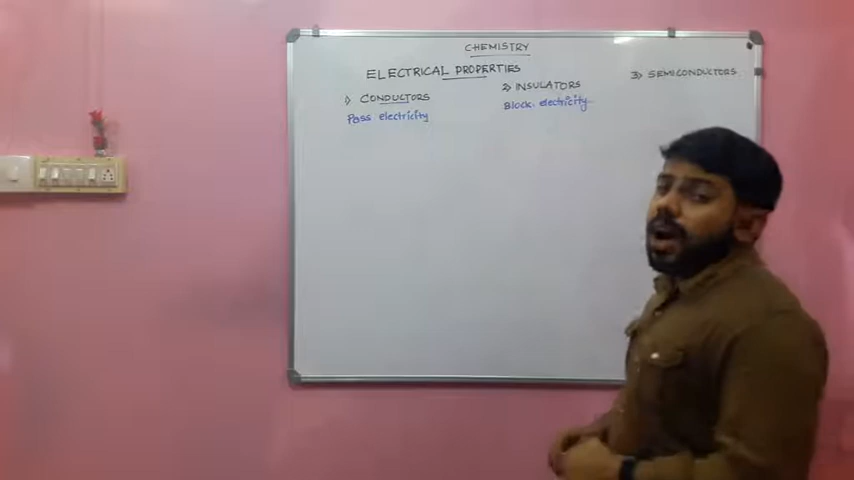 CHEMISTRY
ELECTRICAL PROPERTIES
1) CONDUCTORS
Pass electricity
2) INSULATORS
Block electricity
3) SEMICONDUCTORS